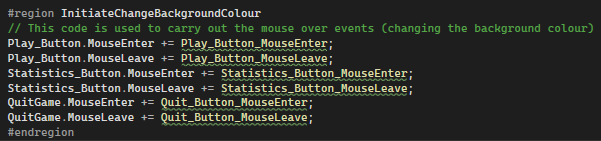 #region InitiateChangeBackgroundColour
// This code is used to carry out the mouse over events (changing the background colour)
Play_Button.MouseEnter += Play_Button_MouseEnter;
Play_Button.MouseLeave += Play_Button_MouseLeave;
Statistics_Button.MouseEnter += Statistics_Button_MouseEnter;
Statistics_Button.MouseLeave += Statistics_Button_MouseLeave;
QuitGame.MouseEnter += Quit_Button_MouseEnter;
QuitGame.MouseLeave += Quit_Button_MouseLeave;
#endregion